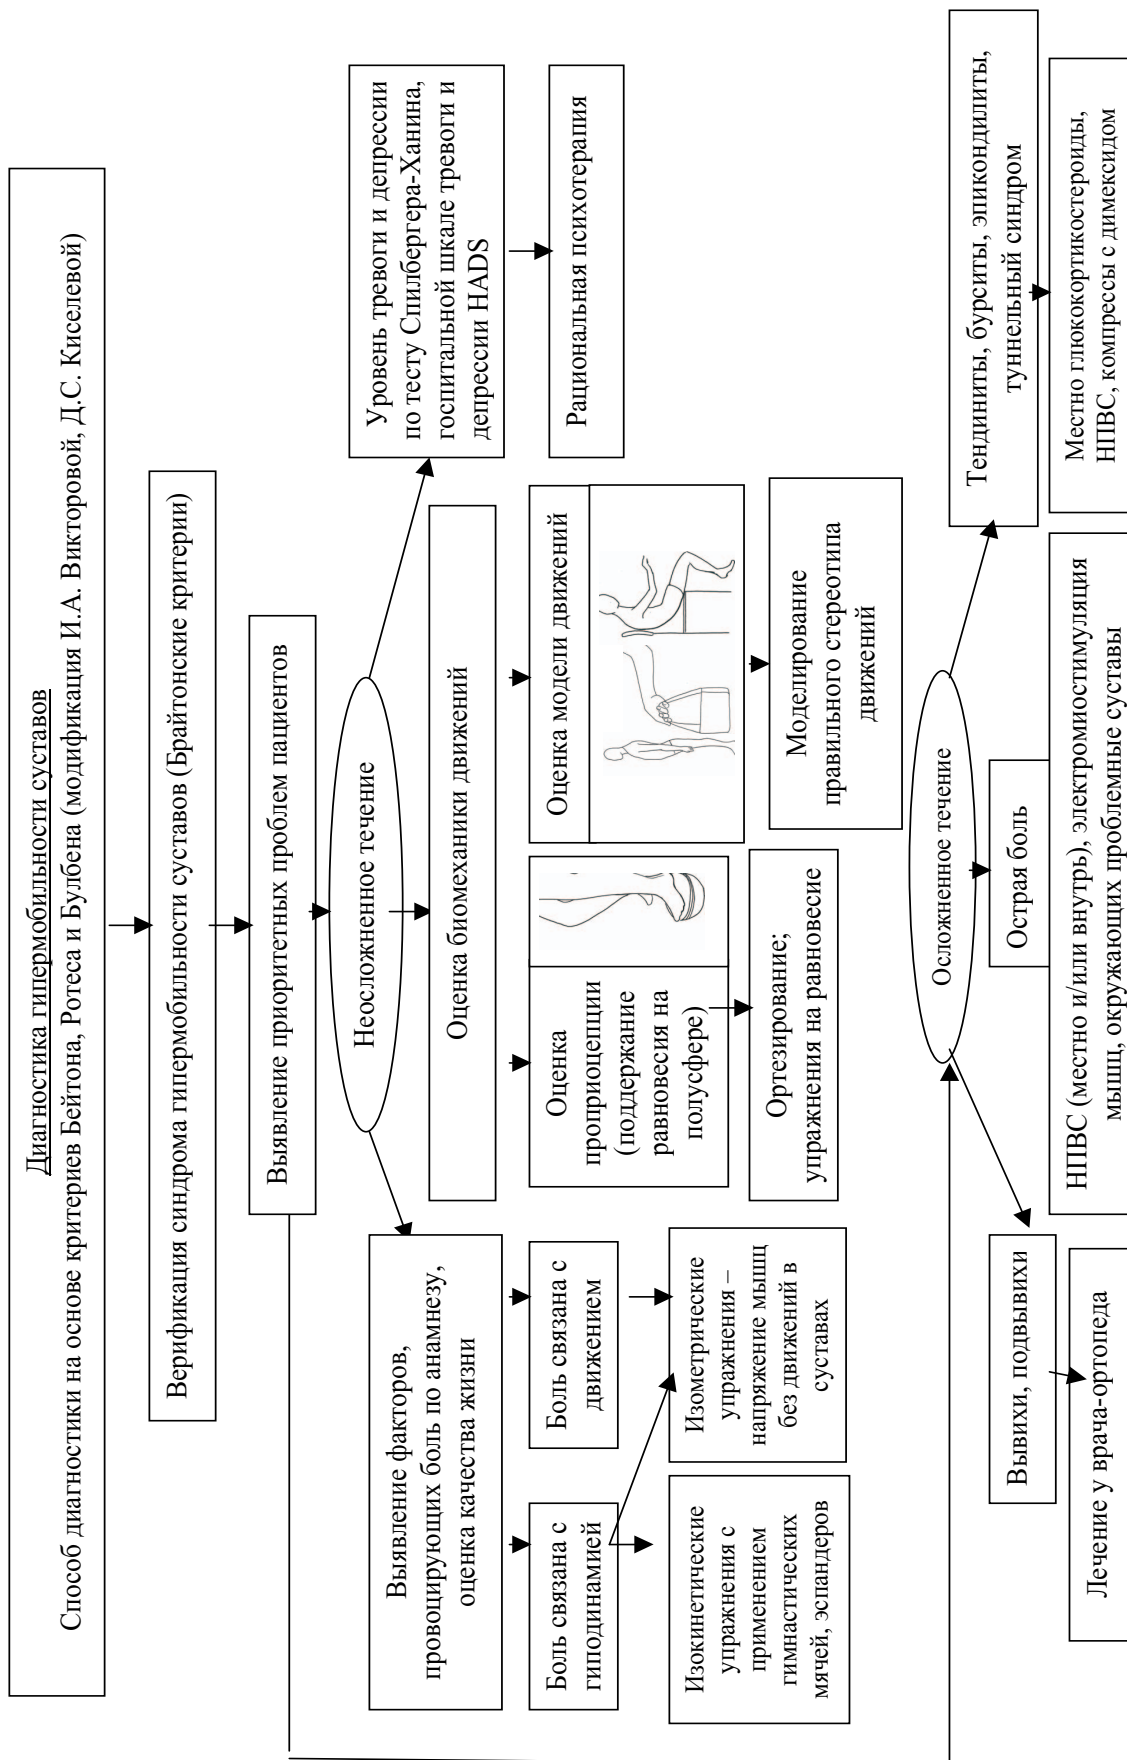 Диагностика гипермобильности суставов
Способ диагностики на основе критериев Бейтона, Ротеса и Булбена (модификация И.А. Викторовой, Д.С. Киселевой)
Верификация синдрома гипермобильности суставов (Брайтонские критерии)
Выявление приоритетных проблем пациентов
Неосложненное течение
Выявление факторов,
провоцирующих боль по анамнезу,
оценка качества жизни
Боль связана с
гиподинамией
Боль связана с
движением
Изокинетические
упражнения с
применением
гимнастических
мячей, эспандеров
Изометрические
упражнения –
напряжение мышц
без движений в
суставах
Оценка биомеханики движений
Оценка
проприоцепции
(поддержание
равновесия на
полусфере)
Ортезирование;
упражнения на равновесие
Оценка модели движений
Моделирование
правильного стереотипа
движений
Уровень тревоги и депрессии
по тесту Спилбергера-Ханина,
госпитальной шкале тревоги и
депрессии HADS
Рациональная психотерапия
Осложненное течение
Вывихи, подвывихи
Лечение у врача-ортопеда
Острая боль
НПВС (местно и/или внутрь), электромиостимуляция
мышц, окружающих проблемные суставы
Тендиниты, бурситы, эпикондилиты,
туннельный синдром
Местно глюкокортикостероиды,
НПВС, компрессы с димексидом